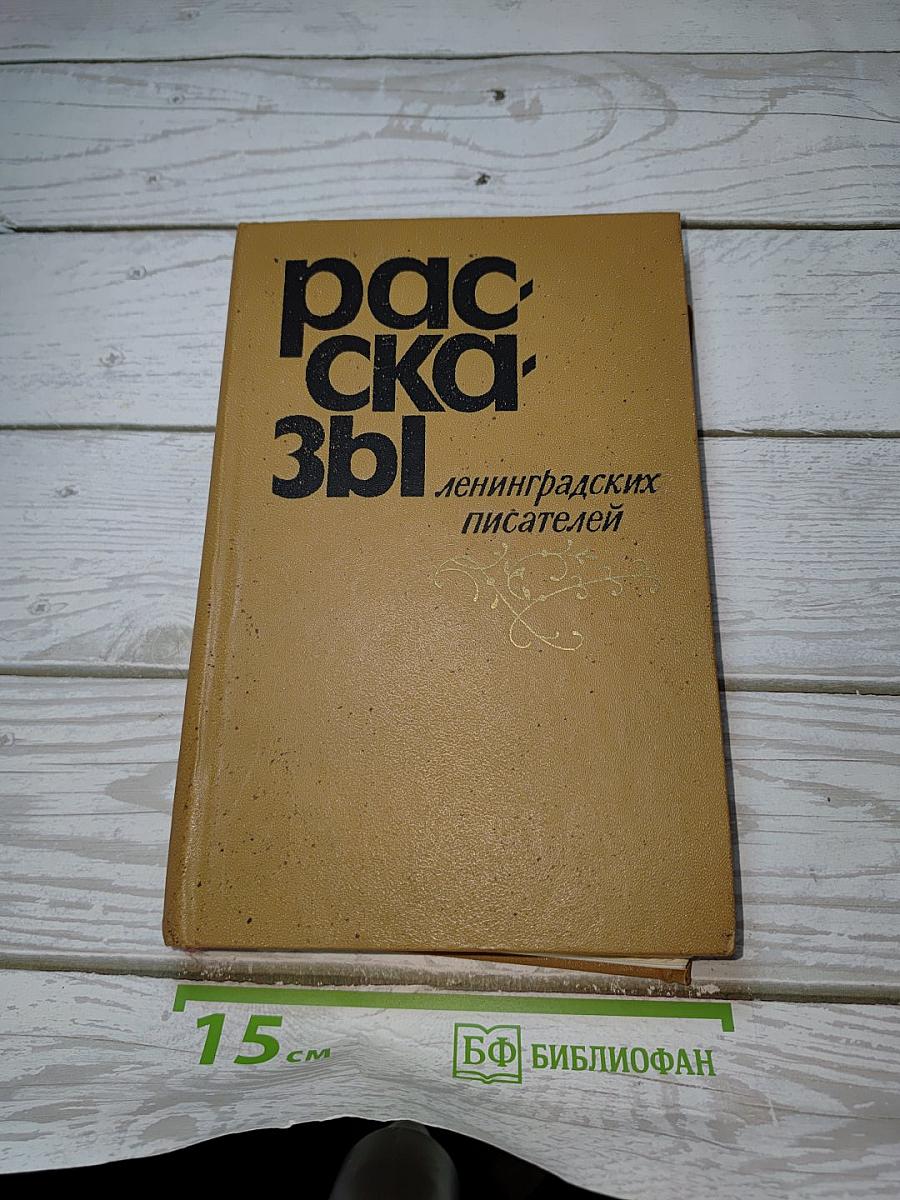 рас-
ска-
зы
ленинградских
писателей
15 см
БФ БИБЛИОФАН